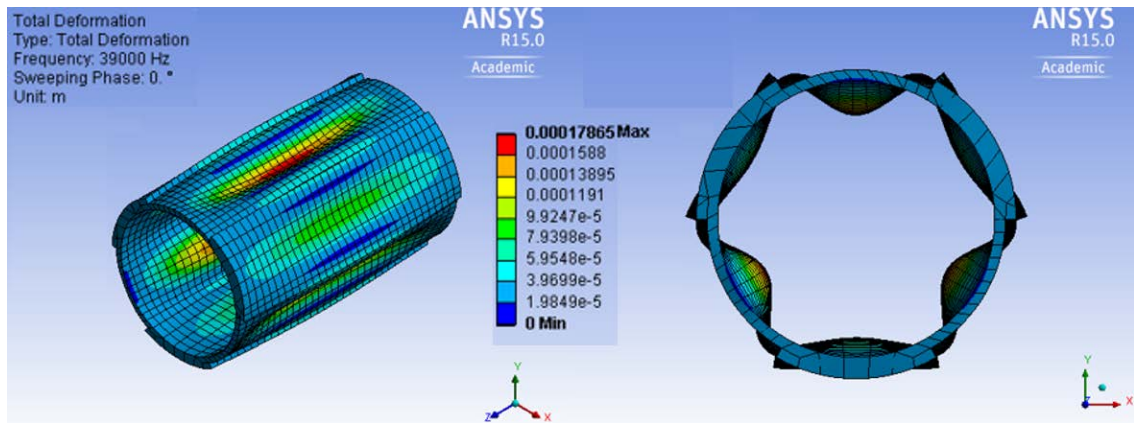 Total Deformation
Type: Total Deformation
Frequency: 39000 Hz
Sweeping Phase: 0. °
Unit: m
ANSYS
R15.0
Academic
0.00017865 Max
0.0001588
0.00013895
0.0001191
9.9247e-5
7.9398e-5
5.9548e-5
3.9699e-5
1.9849e-5
0 Min
Y
Z
X
ANSYS
R15.0
Academic
Y
Z
X